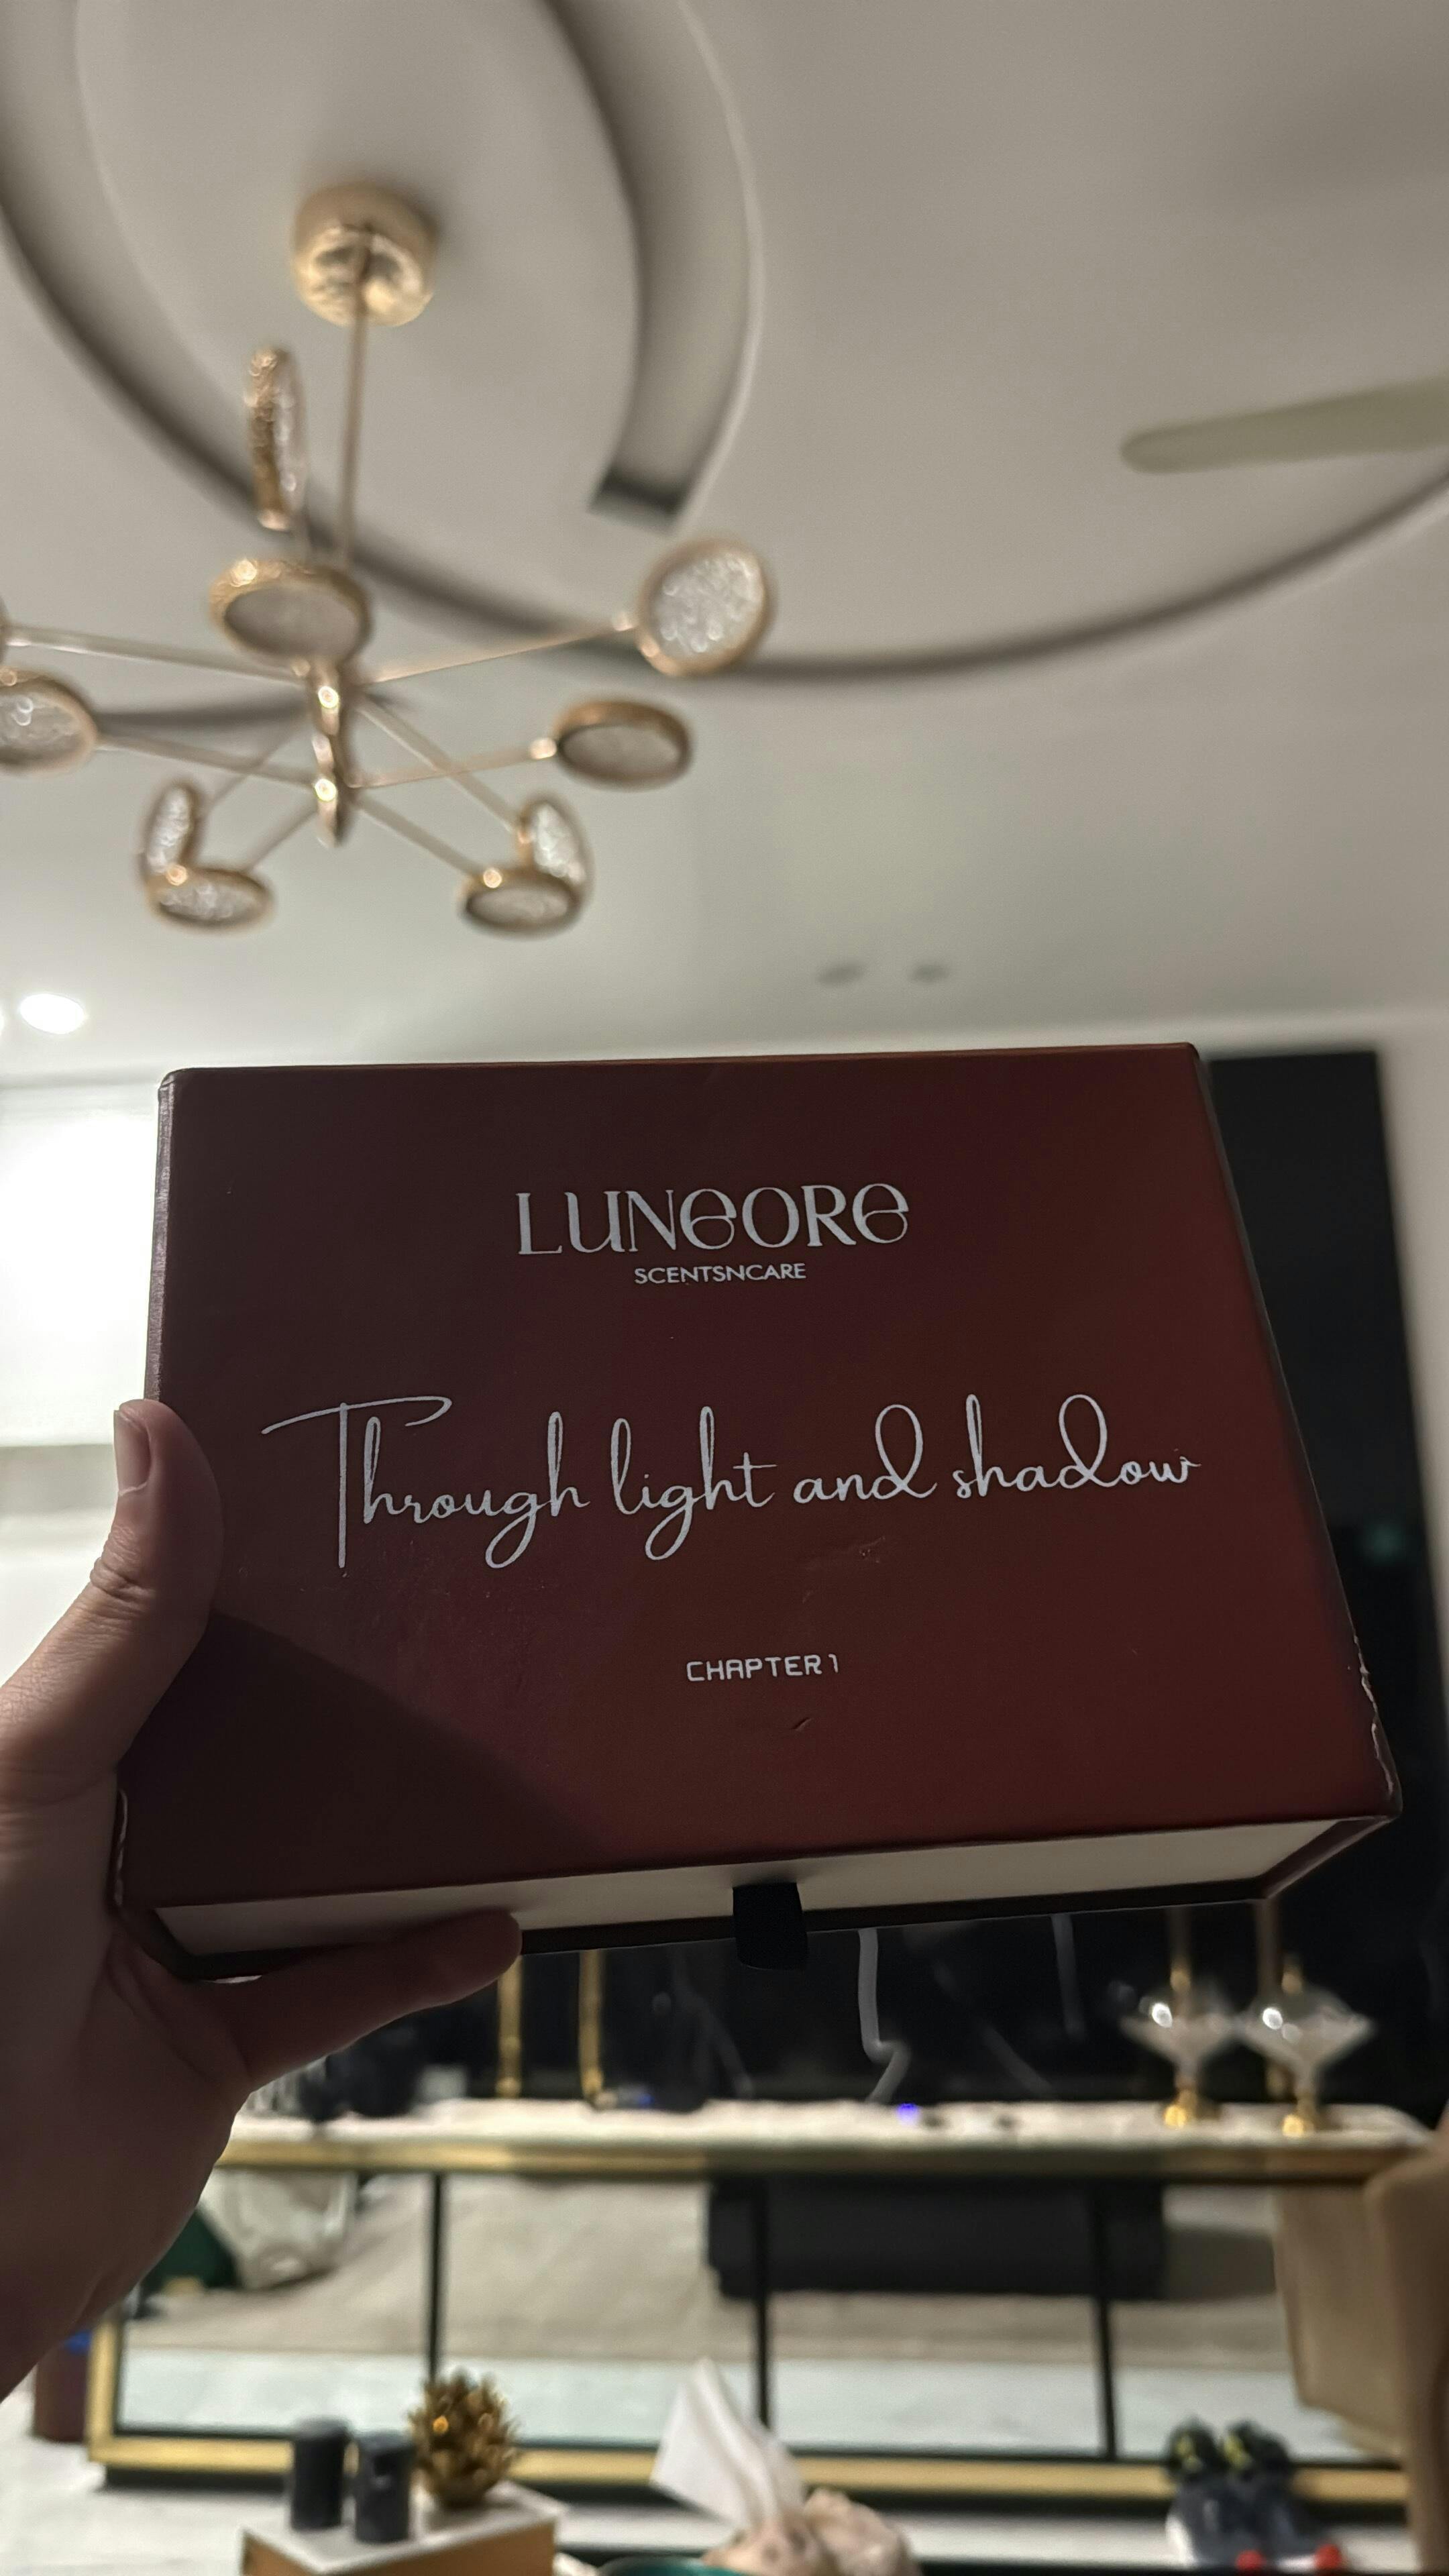 LUNEORE
SCENTSNCARE
Through light and shadow
CHAPTER 1